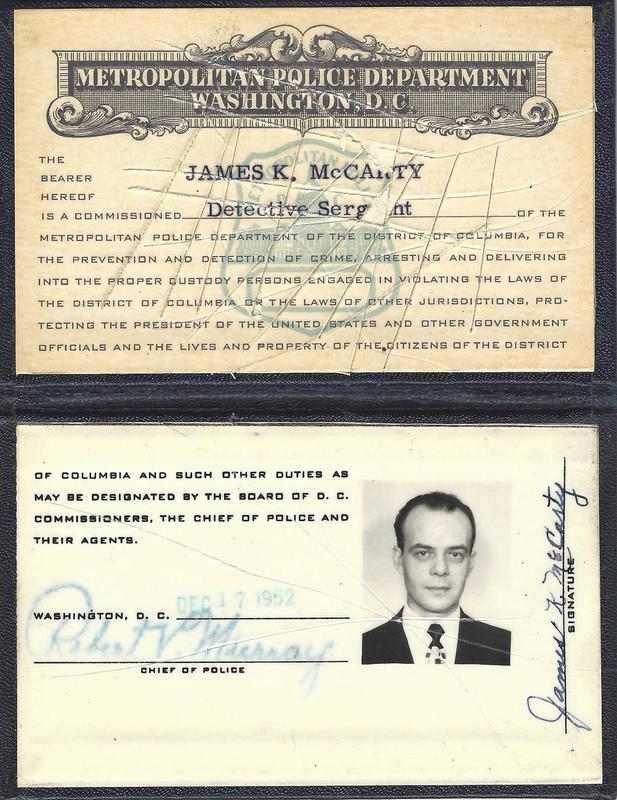 METROPOLITAN POLICE DEPARTMENT
WASHINGTON, D. C.
THE
BEARER
HEREOF
JAMES K. McCARTY
IS A COMMISSIONED Detective Sergeant OF THE
METROPOLITAN POLICE DEPARTMENT OF THE DISTRICT OF COLUMBIA, FOR
THE PREVENTION AND DETECTION OF CRIME, ARRESTING AND DELIVERING
INTO THE PROPER CUSTODY PERSONS ENGAGED IN VIOLATING THE LAWS OF
THE DISTRICT OF COLUMBIA OR THE LAWS OF OTHER JURISDICTIONS, PRO-
TECTING THE PRESIDENT OF THE UNITED STATES AND OTHER GOVERNMENT
OFFICIALS AND THE LIVES AND PROPERTY OF THE CITIZENS OF THE DISTRICT
OF COLUMBIA AND SUCH OTHER DUTIES AS
MAY BE DESIGNATED BY THE BOARD OF D. C.
COMMISSIONERS, THE CHIEF OF POLICE AND
THEIR AGENTS.
WASHINGTON, D. C. DEC 17 1952
Robert V. Murray
CHIEF OF POLICE
James K. McCarty
SIGNATURE